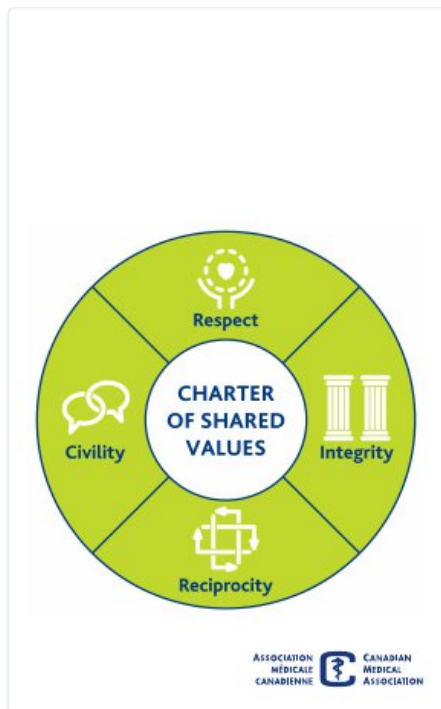 Respect
CHARTER
OF SHARED
VALUES
Civility
Integrity
Reciprocity
ASSOCIATION
MÉDICALE
CANADIENNE
CANADIAN
MEDICAL
ASSOCIATION